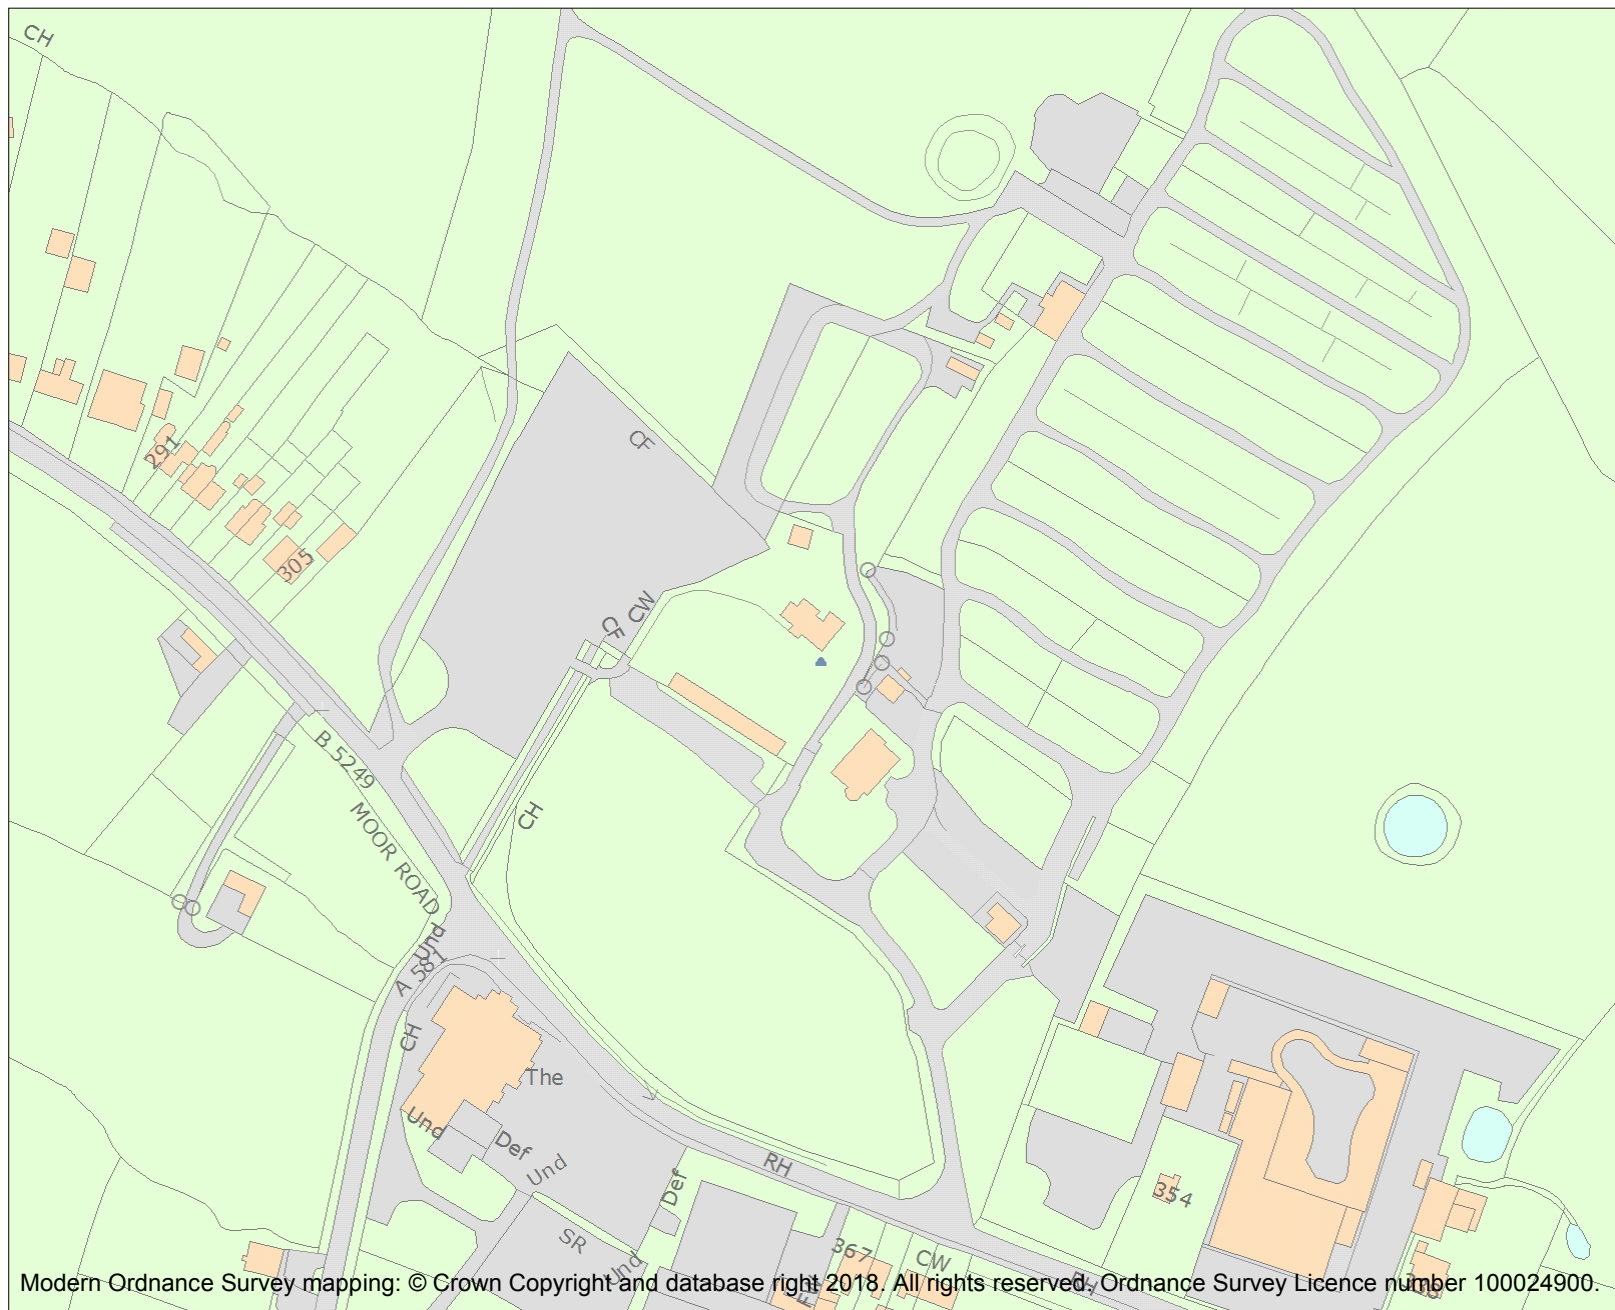 CH
CF
291
305
CF
CW
B 5249
CH
MOOR ROAD
Und
A 581
CH
The
Und
Def
Und
RH
Def
354
SR
367
CW
Und
RH
Modern Ordnance Survey mapping: © Crown Copyright and database right 2018. All rights reserved. Ordnance Survey Licence number 100024900.